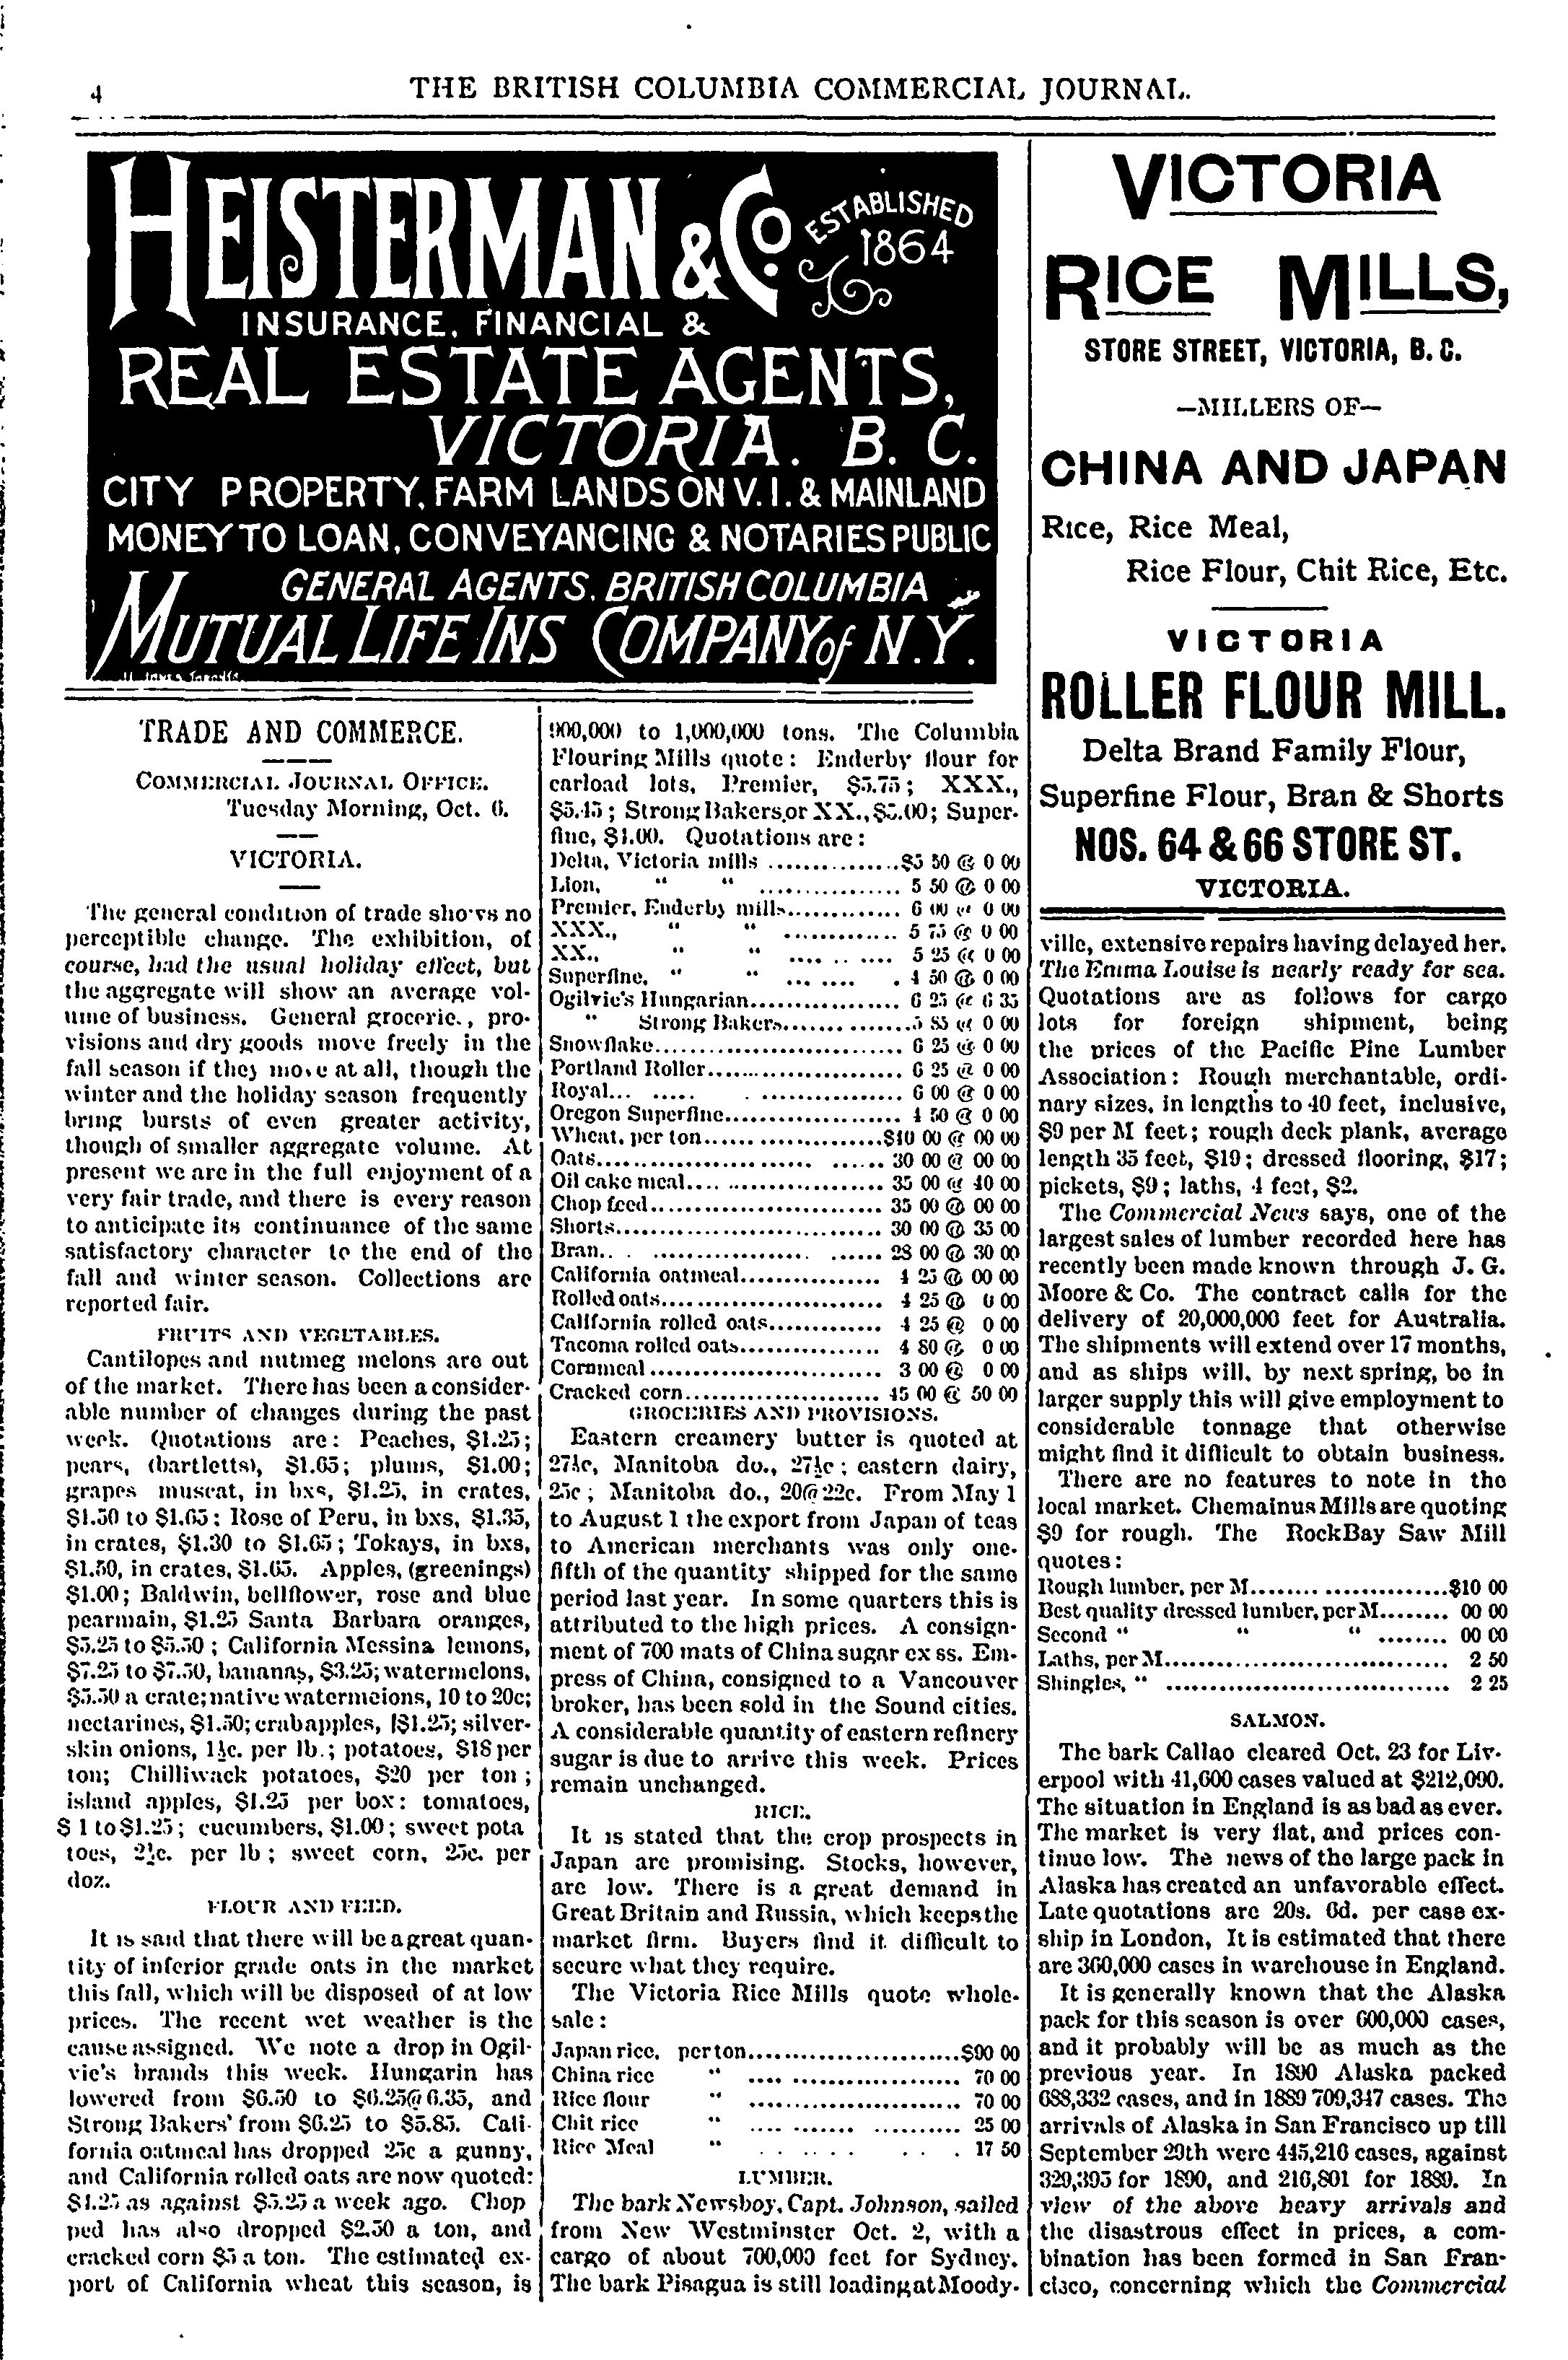 4
THE BRITISH COLUMBIA COMMERCIAL JOURNAL.
HEISTERMAN & Co.
ESTABLISHED
1864
INSURANCE, FINANCIAL &
REAL ESTATE AGENTS,
VICTORIA. B. C.
CITY PROPERTY, FARM LANDS ON V. I. & MAINLAND
MONEY TO LOAN, CONVEYANCING & NOTARIES PUBLIC
GENERAL AGENTS, BRITISH COLUMBIA
MUTUAL LIFE INS COMPANY of N.Y.
TRADE AND COMMERCE.
COMMERCIAL JOURNAL OFFICE.
Tuesday Morning, Oct. 6.
VICTORIA.
The general condition of trade shows no
perceptible change. The exhibition, of
course, had the usual holiday effect, but
the aggregate will show an average vol-
ume of business. General grocerie., pro-
visions and dry goods move freely in the
fall season if they move at all, though the
winter and the holiday season frequently
bring bursts of even greater activity,
though of smaller aggregate volume. At
present we are in the full enjoyment of a
very fair trade, and there is every reason
to anticipate its continuance of the same
satisfactory character to the end of the
fall and winter season. Collections are
reported fair.
FRUITS AND VEGETABLES.
Cantilopes and nutmeg melons are out
of the market. There has been a consider-
able number of changes during the past
week. Quotations are: Peaches, $1.25;
pears, (bartletts), $1.65; plums, $1.00;
grapes muscat, in bxs, $1.25, in crates,
$1.50 to $1.65; Rose of Peru, in bxs, $1.35,
in crates, $1.30 to $1.65; Tokays, in bxs,
$1.50, in crates, $1.65. Apples, (greenings)
$1.00; Baldwin, bellflower, rose and blue
pearmain, $1.25 Santa Barbara oranges,
$5.25 to $5.50; California Messina lemons,
$7.25 to $7.50, bananas, $3.25; watermelons,
$5.50 a crate; native watermelons, 10 to 20c;
nectarines, $1.50; crabapples, $1.25; silver-
skin onions, 1½c. per lb.; potatoes, $18 per
ton; Chilliwack potatoes, $20 per ton;
island apples, $1.25 per box: tomatoes,
$1 to $1.25; cucumbers, $1.00; sweet pota
toes, 2½c. per lb; sweet corn, 25c. per
doz.
FLOUR AND FEED.
It is said that there will be a great quan-
tity of inferior grade oats in the market
this fall, which will be disposed of at low
prices. The recent wet weather is the
cause assigned. We note a drop in Ogil-
vie's brands this week. Hungarin has
lowered from $6.50 to $6.25@6.35, and
Strong Bakers' from $6.25 to $5.85. Cali-
fornia oatmeal has dropped 25c a gunny,
and California rolled oats are now quoted:
$4.25 as against $5.25 a week ago. Chop
ped has also dropped $2.50 a ton, and
cracked corn $5 a ton. The estimated ex-
port of California wheat this season, is
900,000 to 1,000,000 tons. The Columbia
Flouring Mills quote: Enderby flour for
carload lots, Premier, $5.75; XXX.,
$5.45; Strong Bakers or XX., $5.00; Super-
fine, $4.00. Quotations are:
Delta, Victoria mills ............ $5 50 @ 0 00
Lion, " " ............ 5 50 @ 0 00
Premier, Enderby mills............ 6 00 @ 0 00
XXX., " " ............ 5 75 @ 0 00
XX., " " ............ 5 25 @ 0 00
Superfine, " " ............ 4 50 @ 0 00
Ogilvie's Hungarian............ 6 25 @ 6 35
" Strong Bakers............ 5 85 @ 0 00
Snowflake............ 6 25 @ 0 00
Portland Roller............ 6 25 @ 0 00
Royal............ 6 00 @ 0 00
Oregon Superfine............ 4 50 @ 0 00
Wheat, per ton............ $40 00 @ 00 00
Oats............ 30 00 @ 00 00
Oil cake meal............ 35 00 @ 40 00
Chop feed............ 35 00 @ 00 00
Shorts............ 30 00 @ 35 00
Bran............ 28 00 @ 30 00
California oatmeal............ 4 25 @ 00 00
Rolled oats............ 4 25 @ 0 00
California rolled oats............ 4 25 @ 0 00
Tacoma rolled oats............ 4 80 @ 0 00
Cornmeal............ 3 00 @ 0 00
Cracked corn............ 45 00 @ 50 00
GROCERIES AND PROVISIONS.
Eastern creamery butter is quoted at
27½c, Manitoba do., 27½c; eastern dairy,
25c; Manitoba do., 20@22c. From May 1
to August 1 the export from Japan of teas
to American merchants was only one-
fifth of the quantity shipped for the same
period last year. In some quarters this is
attributed to the high prices. A consign-
ment of 700 mats of China sugar ex ss. Em-
press of China, consigned to a Vancouver
broker, has been sold in the Sound cities.
A considerable quantity of eastern refinery
sugar is due to arrive this week. Prices
remain unchanged.
RICE.
It is stated that the crop prospects in
Japan are promising. Stocks, however,
are low. There is a great demand in
Great Britain and Russia, which keeps the
market firm. Buyers find it difficult to
secure what they require.
The Victoria Rice Mills quote whole-
sale:
Japan rice, per ton............ $90 00
China rice " ............ 70 00
Rice flour " ............ 70 00
Chit rice " ............ 25 00
Rice Meal " ............ 17 50
LUMBER.
The bark Newsboy, Capt. Johnson, sailed
from New Westminster Oct. 2, with a
cargo of about 700,000 feet for Sydney.
The bark Pisagua is still loading at Moody-
VICTORIA
RICE MILLS,
STORE STREET, VICTORIA, B. C.
—MILLERS OF—
CHINA AND JAPAN
Rice, Rice Meal,
Rice Flour, Chit Rice, Etc.
VICTORIA
ROLLER FLOUR MILL.
Delta Brand Family Flour,
Superfine Flour, Bran & Shorts
NOS. 64 & 66 STORE ST.
VICTORIA.
ville, extensive repairs having delayed her.
The Emma Louise is nearly ready for sea.
Quotations are as follows for cargo
lots for foreign shipment, being
the prices of the Pacific Pine Lumber
Association: Rough merchantable, ordi-
nary sizes, in lengths to 40 feet, inclusive,
$9 per M feet; rough deck plank, average
length 35 feet, $19; dressed flooring, $17;
pickets, $9; laths, 4 feet, $2.
The Commercial News says, one of the
largest sales of lumber recorded here has
recently been made known through J. G.
Moore & Co. The contract calls for the
delivery of 20,000,000 feet for Australia.
The shipments will extend over 17 months,
and as ships will, by next spring, be in
larger supply this will give employment to
considerable tonnage that otherwise
might find it difficult to obtain business.
There are no features to note in the
local market. Chemainus Mills are quoting
$9 for rough. The RockBay Saw Mill
quotes:
Rough lumber, per M............ $10 00
Best quality dressed lumber, per M........ 00 00
Second " " " ........ 00 00
Laths, per M............ 2 50
Shingles, " ............ 2 25
SALMON.
The bark Callao cleared Oct. 23 for Liv-
erpool with 41,600 cases valued at $212,090.
The situation in England is as bad as ever.
The market is very flat, and prices con-
tinue low. The news of the large pack in
Alaska has created an unfavorable effect.
Late quotations are 20s. 6d. per case ex-
ship in London, It is estimated that there
are 360,000 cases in warehouse in England.
It is generally known that the Alaska
pack for this season is over 600,000 cases,
and it probably will be as much as the
previous year. In 1890 Alaska packed
688,332 cases, and in 1889 709,347 cases. The
arrivals of Alaska in San Francisco up till
September 29th were 445,216 cases, against
329,395 for 1890, and 216,801 for 1889. In
view of the above heavy arrivals and
the disastrous effect in prices, a com-
bination has been formed in San Fran-
cisco, concerning which the Commercial